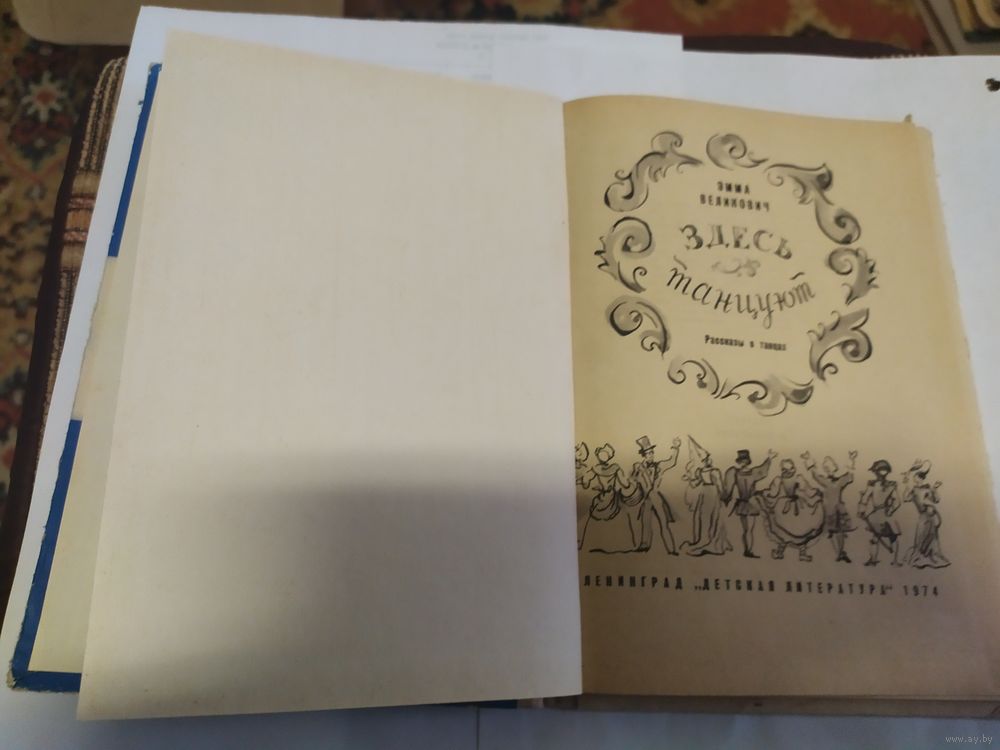 ЭММА
ВЕЛИКОВИЧ
ЗДЕСЬ
танцуют
Рассказы о танцах
ЛЕНИНГРАД „ДЕТСКАЯ ЛИТЕРАТУРА" 1974
www.ay.by